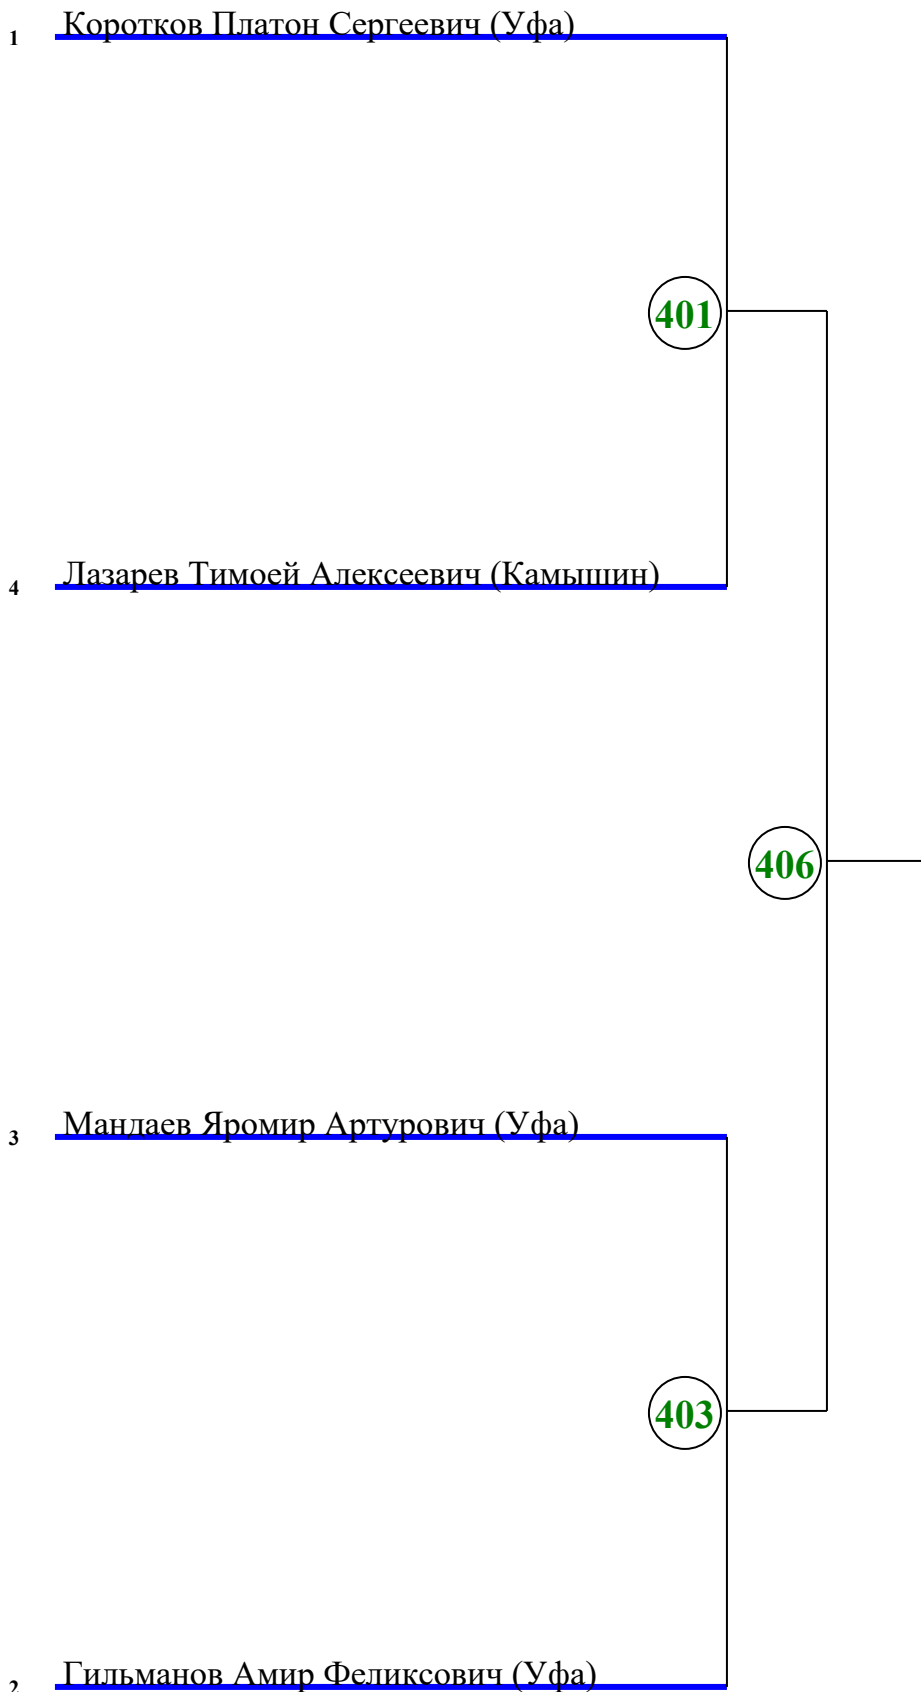 1 Коротков Платон Сергеевич (Уфа)
401
4 Лазарев Тимоей Алексеевич (Камышин)
406
3 Мандаев Яромир Артурович (Уфа)
403
2 Гильманов Амир Феликсович (Уфа)